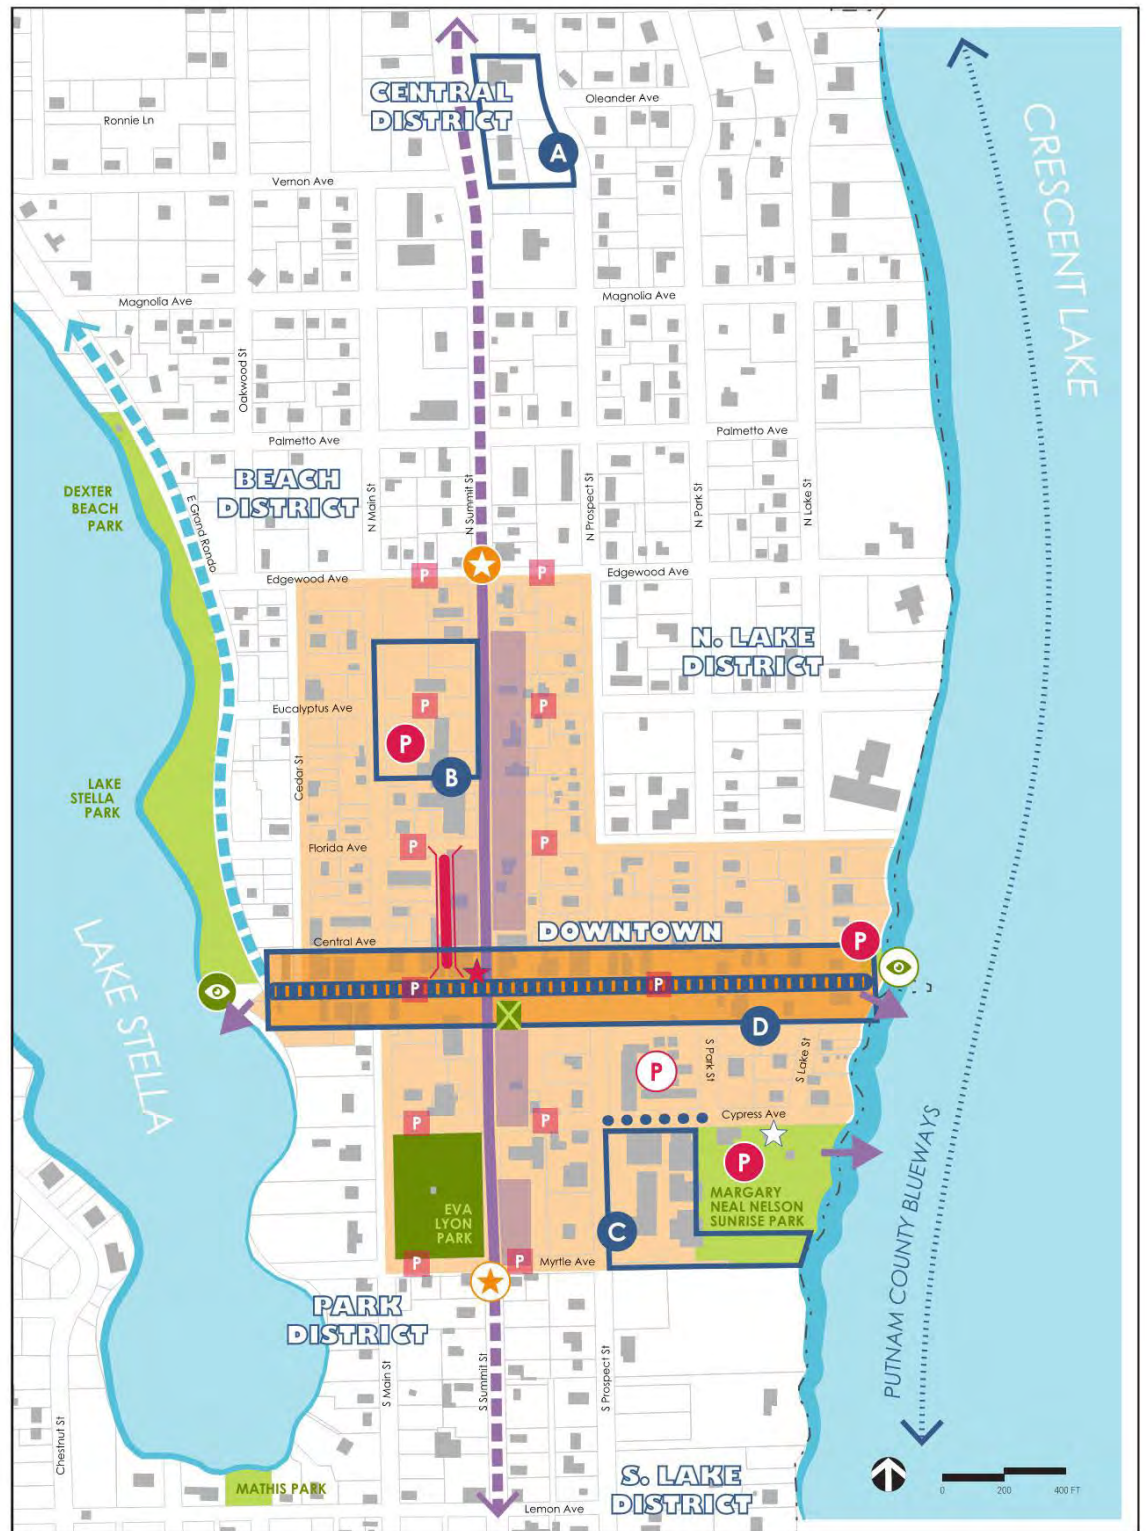 CENTRAL
DISTRICT
Oleander Ave
Ronnie Ln
A
Vernon Ave
CRESCENT LAKE
Magnolia Ave
Magnolia Ave
Oakwood St
Palmetto Ave
Palmetto Ave
BEACH
DISTRICT
DEXTER
BEACH
PARK
E Grand Rondo
N Main St
N Summit St
N Prospect St
N Park St
N Lake St
Edgewood Ave
P
P
Edgewood Ave
N. LAKE
DISTRICT
Eucalyptus Ave
P
P
P
B
Cedar St
LAKE
STELLA
PARK
Florida Ave
P
P
DOWNTOWN
Central Ave
P
P
P
LAKE STELLA
D
P
S Park St
S Lake St
Cypress Ave
P
P
P
MARGARY
NEAL NELSON
SUNRISE PARK
EVA
LYON
PARK
C
P
P
Myrtle Ave
PUTNAM COUNTY BLUEWAYS
PARK
DISTRICT
S Main St
S Summit St
S Prospect St
Chestnut St
MATHIS PARK
S. LAKE
DISTRICT
Lemon Ave
0 200 400 FT